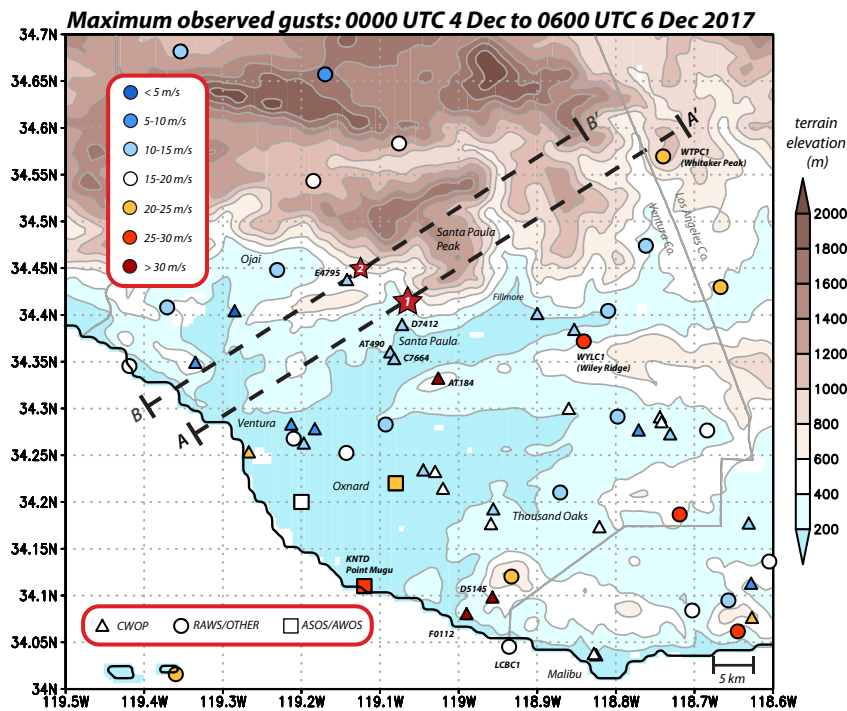 Maximum observed gusts: 0000 UTC 4 Dec to 0600 UTC 6 Dec 2017
34.7N
34.65N
34.6N
34.55N
34.5N
34.45N
34.4N
34.35N
34.3N
34.25N
34.2N
34.15N
34.1N
34.05N
34N
< 5 m/s
5-10 m/s
10-15 m/s
15-20 m/s
20-25 m/s
25-30 m/s
> 30 m/s
B'
A'
WTPC1
(Whitaker Peak)
Ventura Co.
Los Angeles Co.
Santa Paula
Peak
Ojai
E4795
2
1
Fillmore
D7412
Santa Paula
AT490
C7664
WYLC1
(Wiley Ridge)
AT184
B
A
Ventura
Oxnard
Thousand Oaks
KNTD
Point Mugu
D5145
F0112
LCBC1
Malibu
CWOP
RAWS/OTHER
ASOS/AWOS
5 km
119.5W
119.4W
119.3W
119.2W
119.1W
119W
118.9W
118.8W
118.7W
118.6W
terrain
elevation
(m)
2000
1800
1600
1400
1200
1000
800
600
400
200